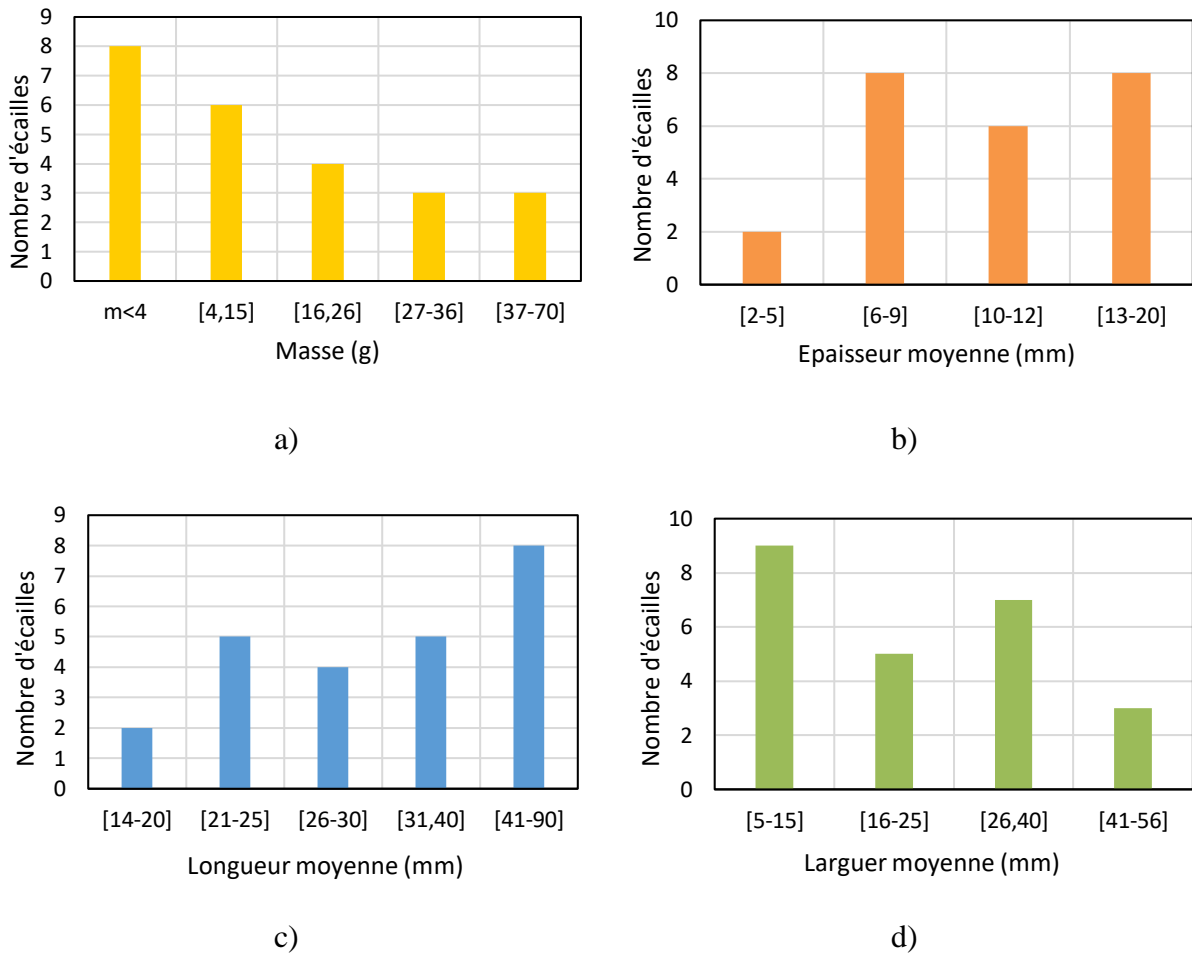 9
8
7
6
5
4
3
2
1
0
Nombre d'écailles
m<4 [4,15] [16,26] [27-36] [37-70]
Masse (g)
a)
10
8
6
4
2
0
Nombre d'écailles
[2-5] [6-9] [10-12] [13-20]
Epaisseur moyenne (mm)
b)
9
8
7
6
5
4
3
2
1
0
Nombre d'écailles
[14-20] [21-25] [26-30] [31,40] [41-90]
Longueur moyenne (mm)
c)
10
8
6
4
2
0
Nombre d'écailles
[5-15] [16-25] [26,40] [41-56]
Larguer moyenne (mm)
d)